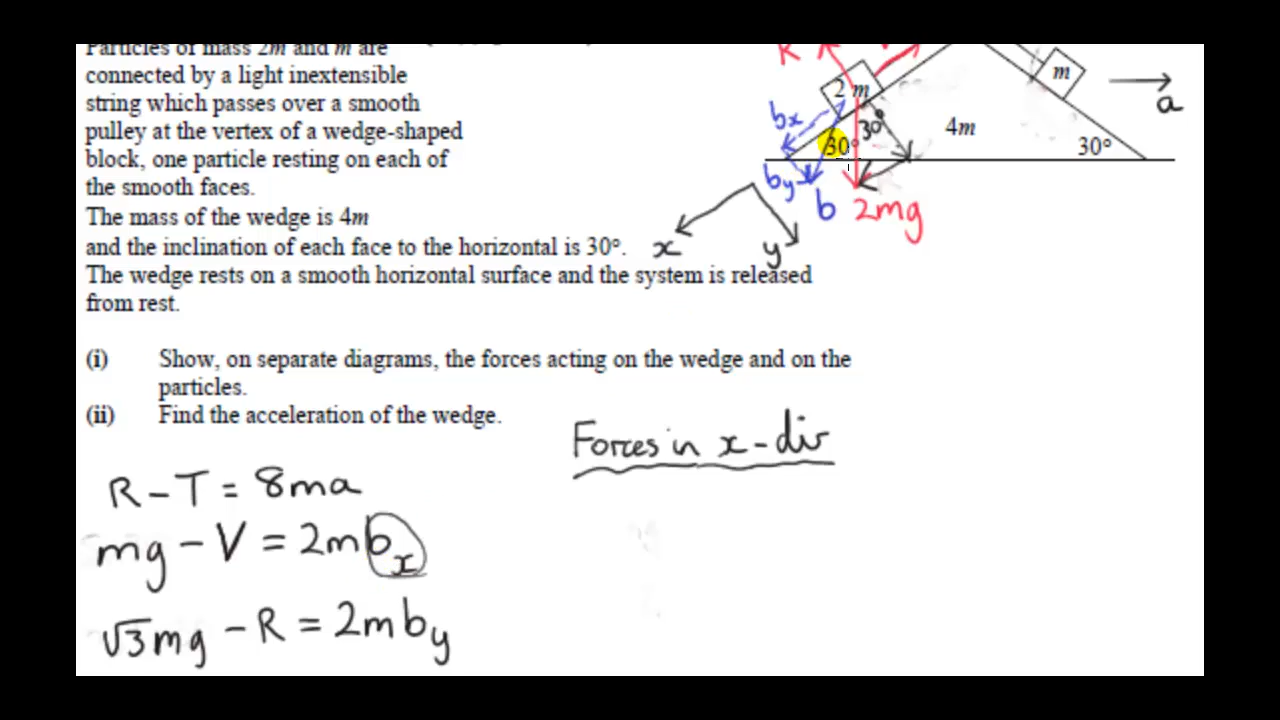 Particles of mass 2m and m are
connected by a light inextensible
string which passes over a smooth
pulley at the vertex of a wedge-shaped
block, one particle resting on each of
the smooth faces.
The mass of the wedge is 4m
and the inclination of each face to the horizontal is 30°.
The wedge rests on a smooth horizontal surface and the system is released
from rest.
R
2 m
m
a
bx
30°
4m
30°
30°
by
b
2mg
x
y
(i) Show, on separate diagrams, the forces acting on the wedge and on the
particles.
(ii) Find the acceleration of the wedge.
Forces in x-dir
R - T = 8ma
mg - V = 2mbx
√3mg - R = 2mby